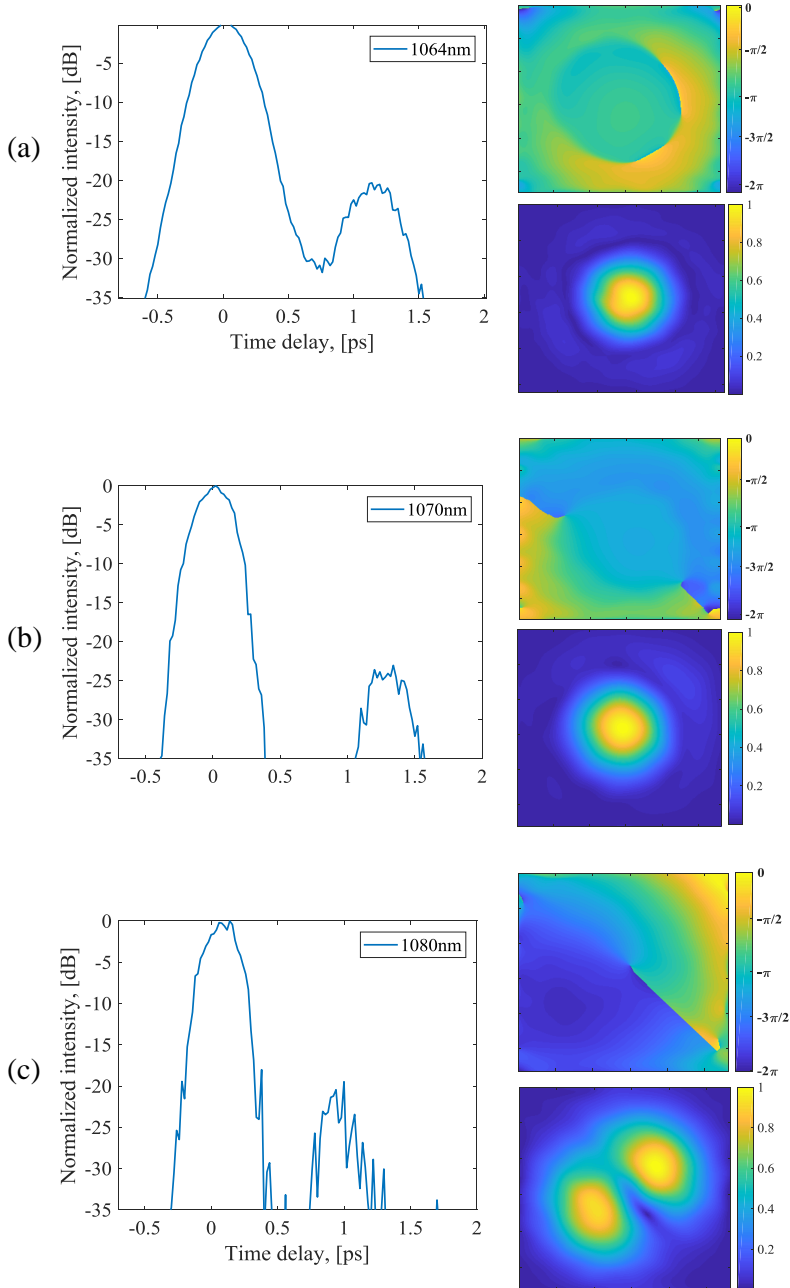 (a)
Normalized intensity, [dB]
-5
-10
-15
-20
-25
-30
-35
1064nm
-0.5
0
0.5
1
1.5
2
Time delay, [ps]
0
-π/2
-π
-3π/2
-2π
1
0.8
0.6
0.4
0.2
(b)
Normalized intensity, [dB]
0
-5
-10
-15
-20
-25
-30
-35
1070nm
-0.5
0
0.5
1
1.5
2
0
-π/2
-π
-3π/2
-2π
1
0.8
0.6
0.4
0.2
(c)
Normalized intensity, [dB]
0
-5
-10
-15
-20
-25
-30
-35
1080nm
-0.5
0
0.5
1
1.5
2
Time delay, [ps]
0
-π/2
-π
-3π/2
-2π
1
0.8
0.6
0.4
0.2